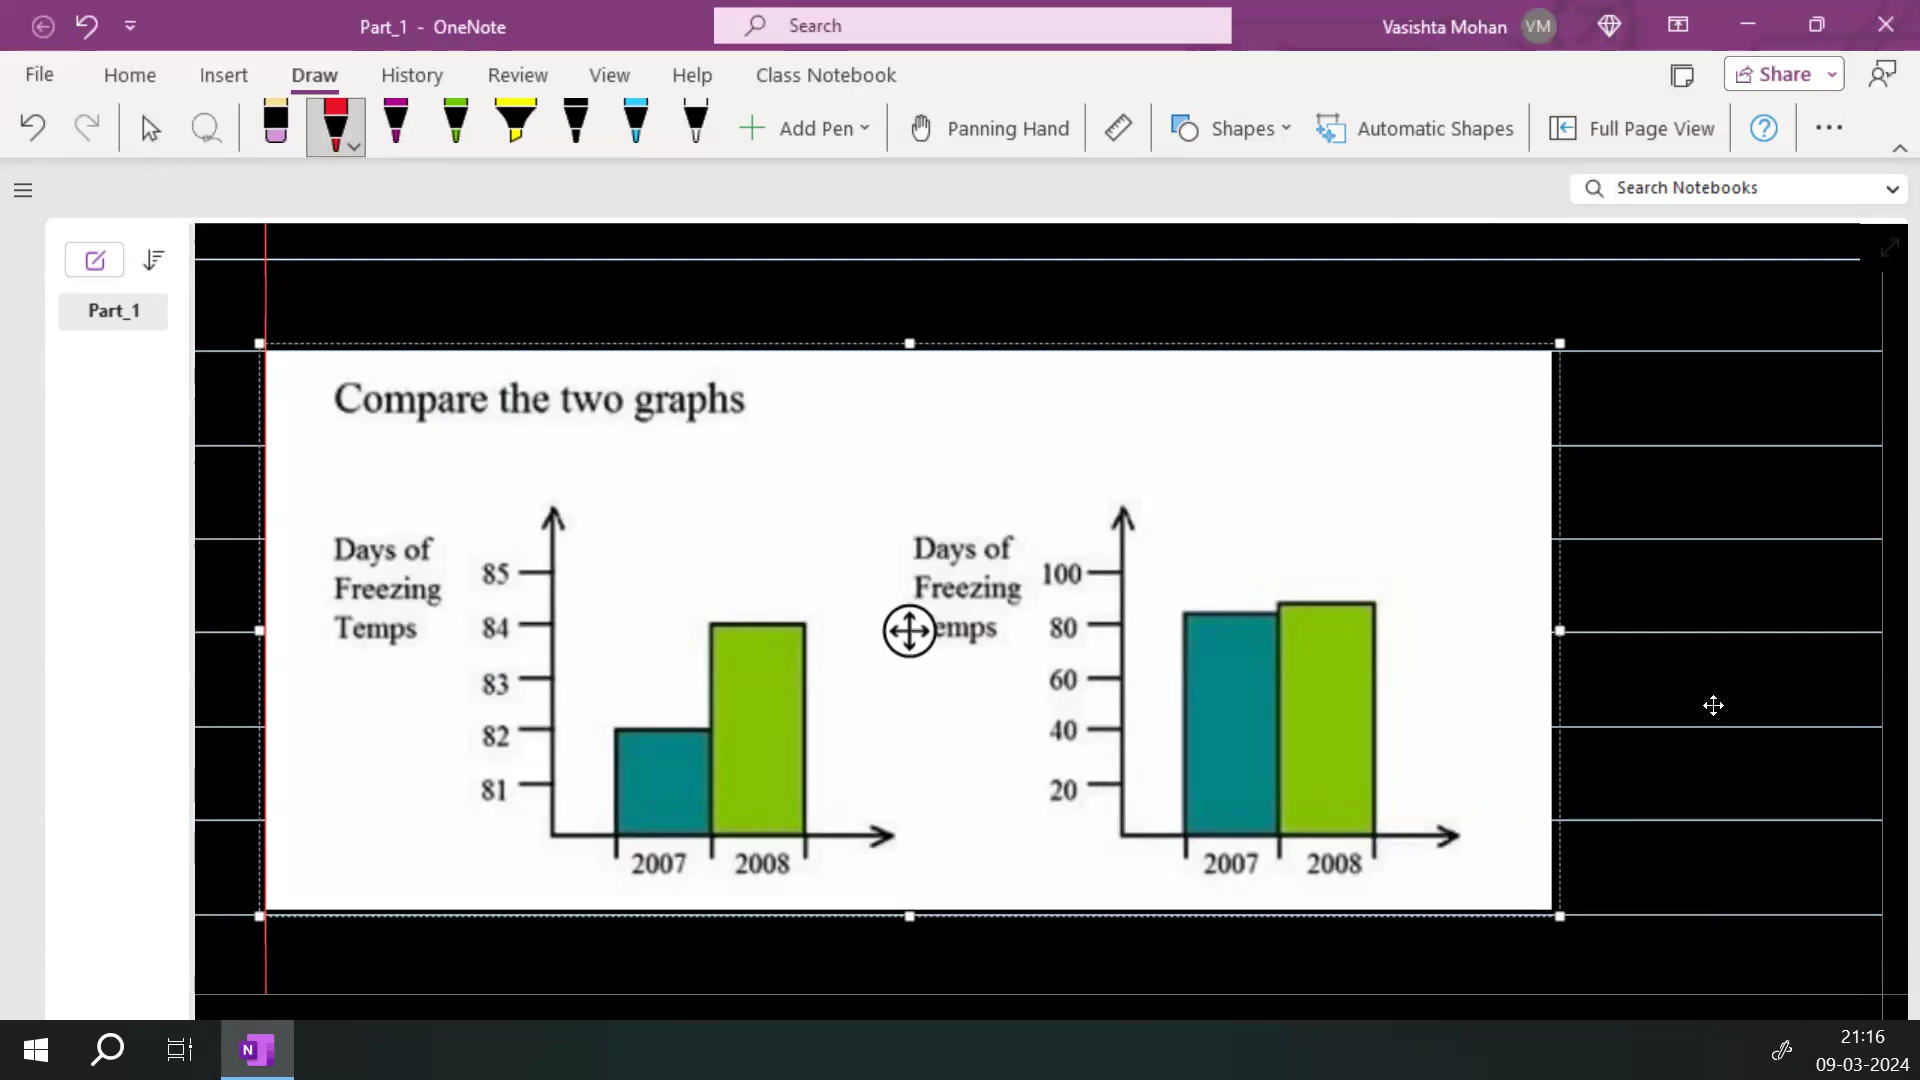 Part_1 - OneNote
Search
Vasishta Mohan
VM
File
Home
Insert
Draw
History
Review
View
Help
Class Notebook
Share
Add Pen
Panning Hand
Shapes
Automatic Shapes
Full Page View
?
Search Notebooks
Part_1
Compare the two graphs
Days of
Freezing
Temps
85
84
83
82
81
2007
2008
Days of
Freezing
emps
100
80
60
40
20
2007
2008
N
21:16
09-03-2024